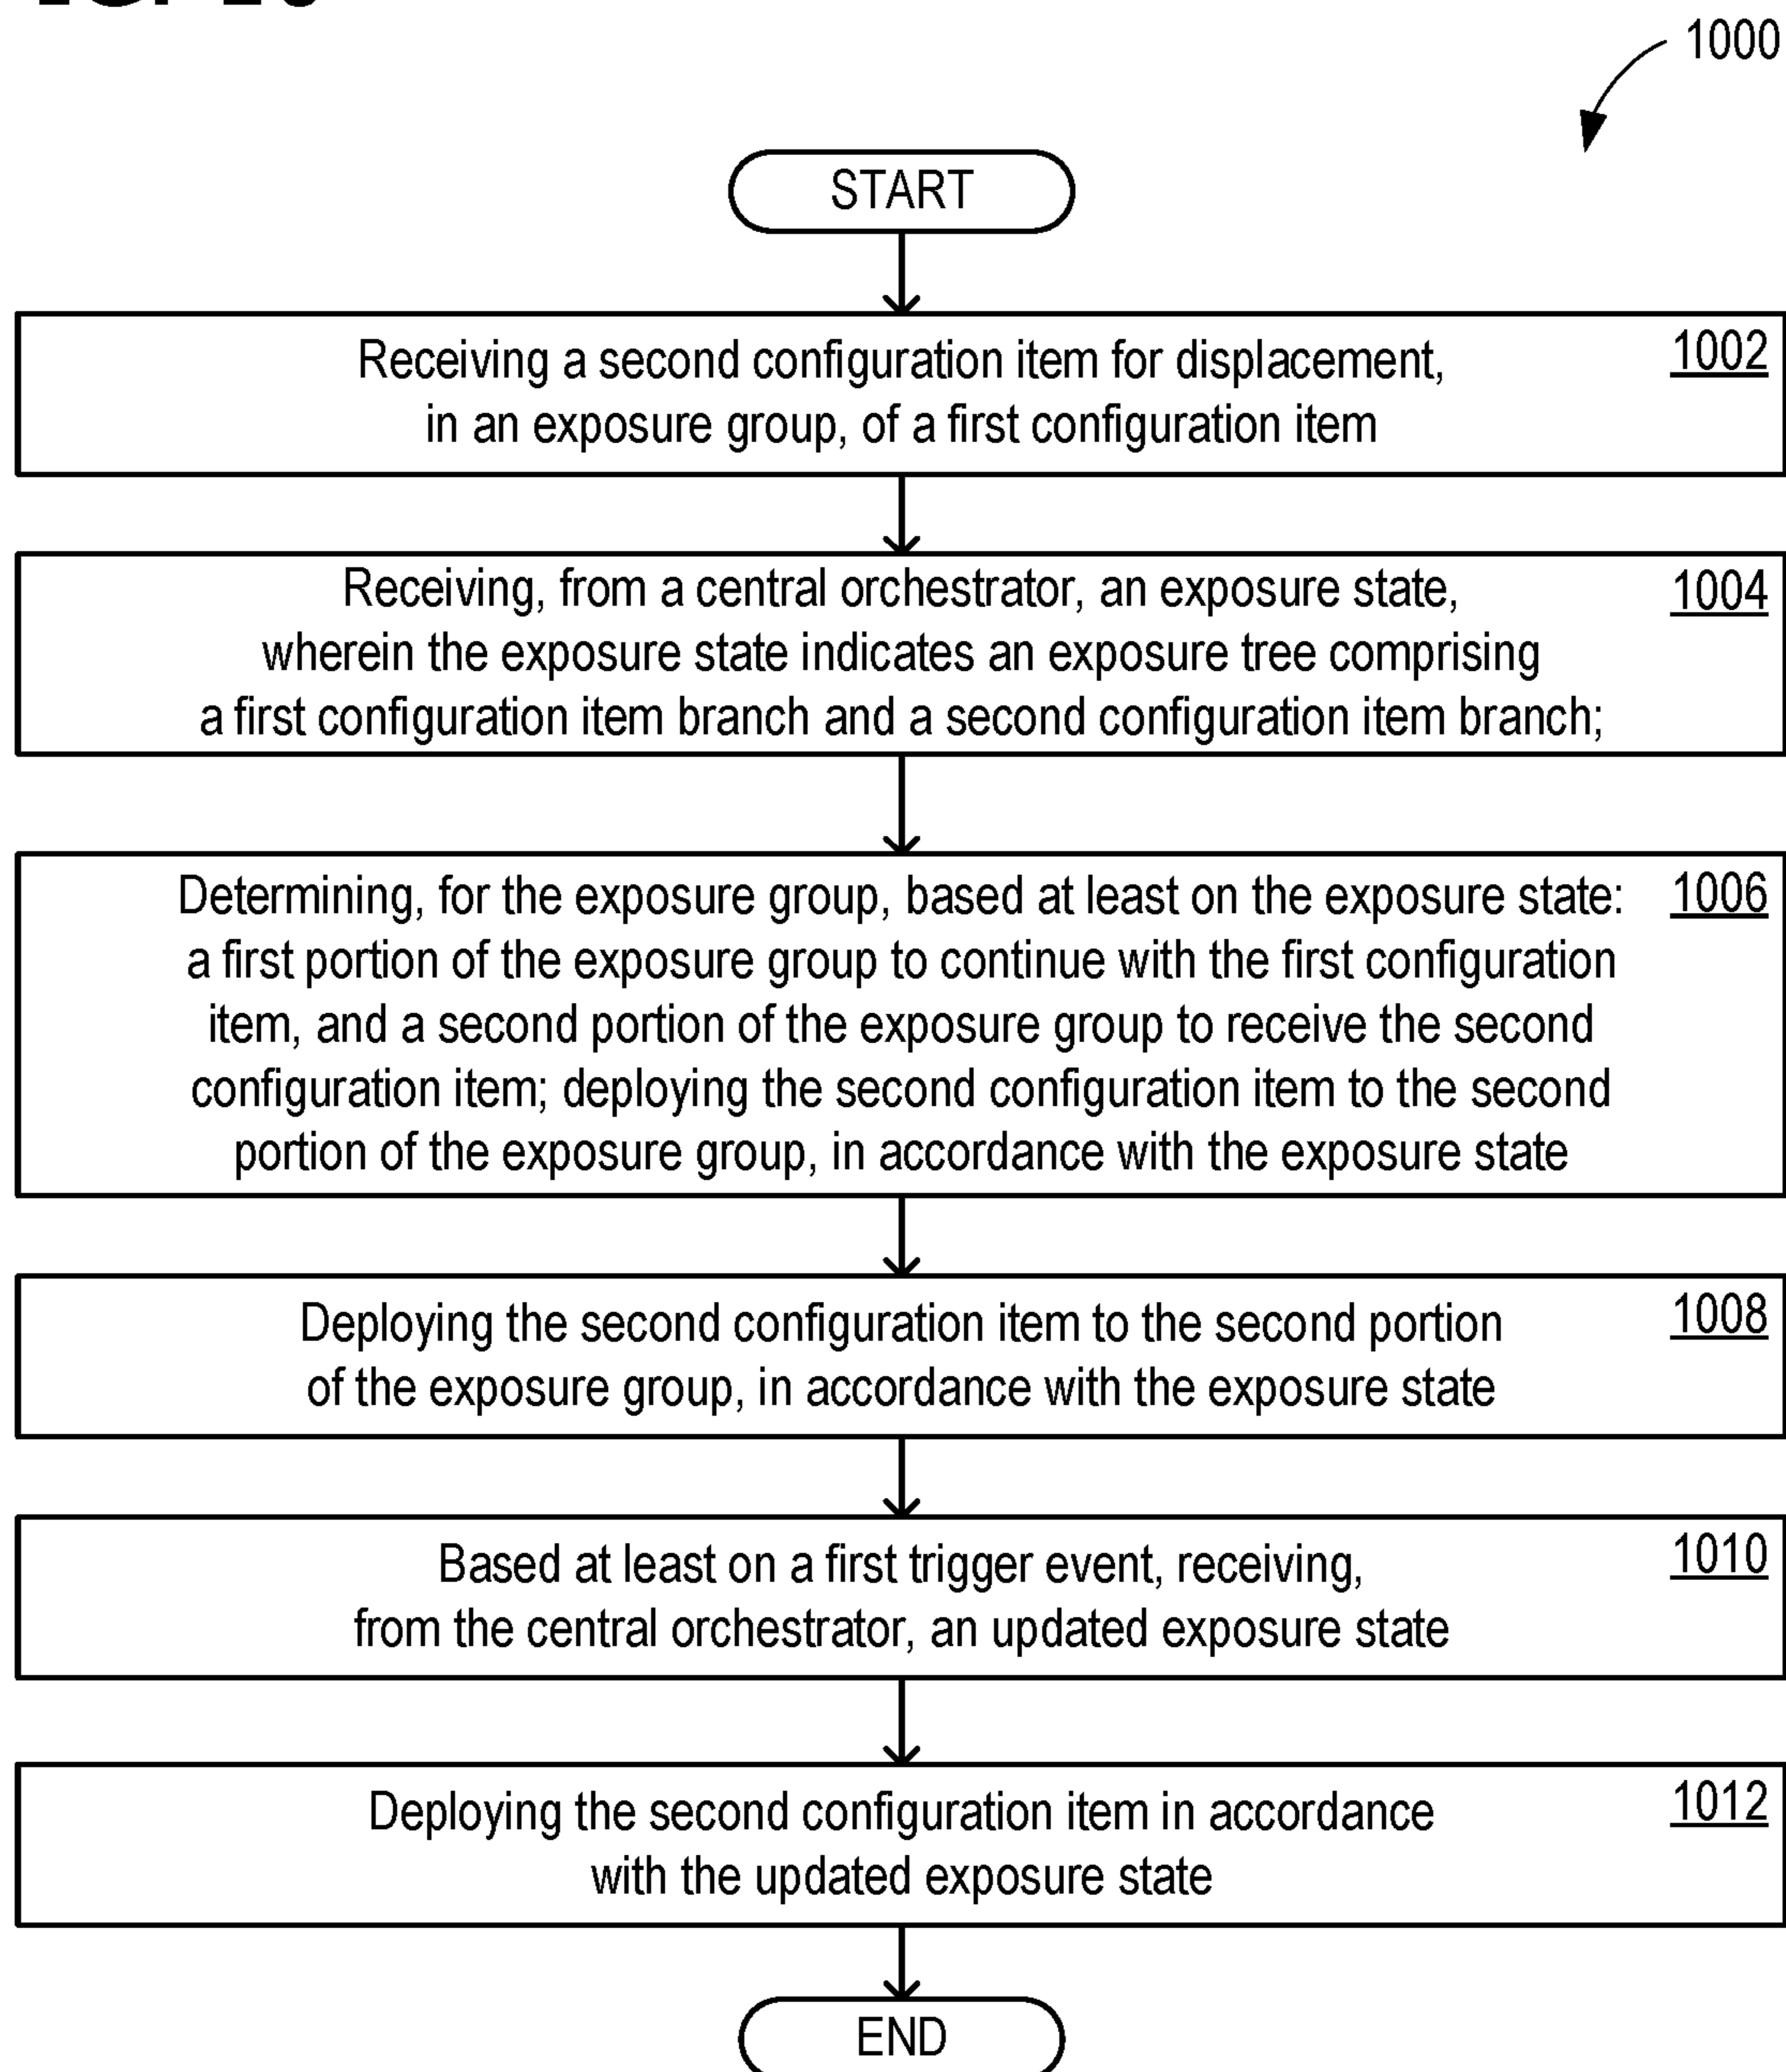 1000
START
Receiving a second configuration item for displacement,
1002
in an exposure group, of a first configuration item
Receiving, from a central orchestrator, an exposure state,
1004
wherein the exposure state indicates an exposure tree comprising
a first configuration item branch and a second configuration item branch;
Determining, for the exposure group, based at least on the exposure state:
1006
a first portion of the exposure group to continue with the first configuration
item, and a second portion of the exposure group to receive the second
configuration item; deploying the second configuration item to the second
portion of the exposure group, in accordance with the exposure state
Deploying the second configuration item to the second portion
1008
of the exposure group, in accordance with the exposure state
Based at least on a first trigger event, receiving,
1010
from the central orchestrator, an updated exposure state
Deploying the second configuration item in accordance
1012
with the updated exposure state
END